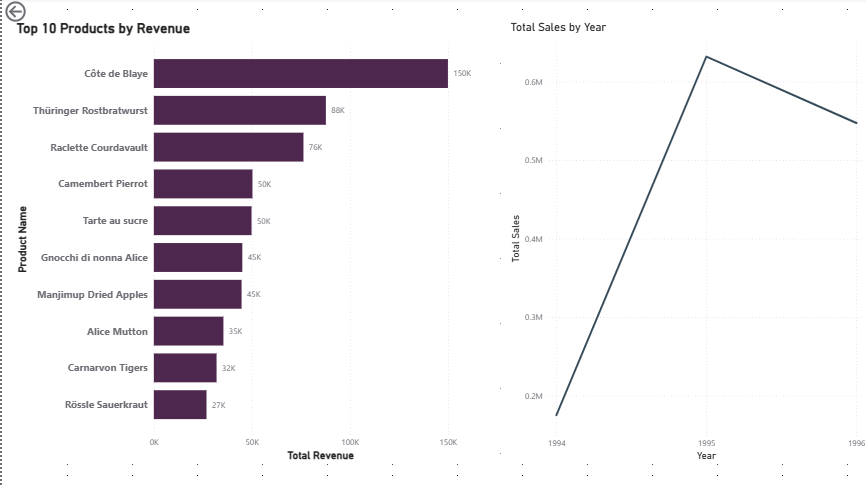 Top 10 Products by Revenue
Product Name
Côte de Blaye 150K
Thüringer Rostbratwurst 88K
Raclette Courdavault 76K
Camembert Pierrot 50K
Tarte au sucre 50K
Gnocchi di nonna Alice 45K
Manjimup Dried Apples 45K
Alice Mutton 35K
Carnarvon Tigers 32K
Rössle Sauerkraut 27K
0K 50K 100K 150K
Total Revenue
Total Sales by Year
Total Sales
0.6M
0.5M
0.4M
0.3M
0.2M
1994 1995 1996
Year